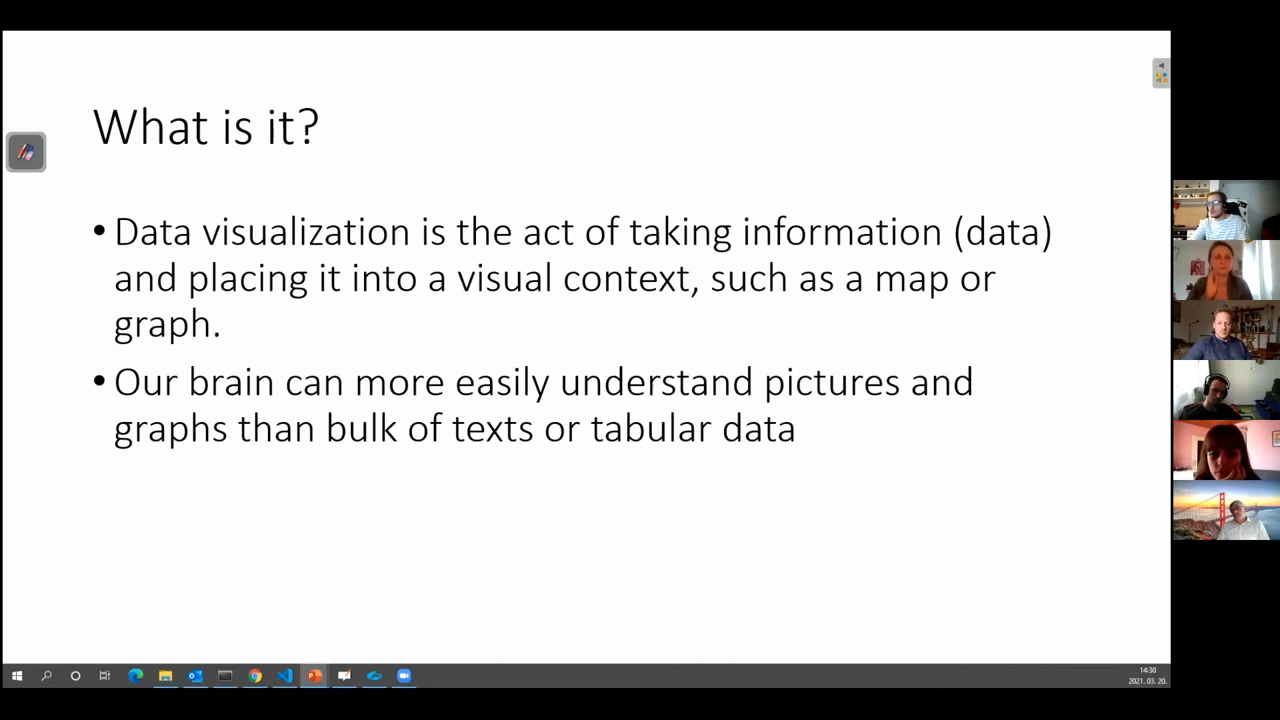 What is it?
• Data visualization is the act of taking information (data)
and placing it into a visual context, such as a map or
graph.
• Our brain can more easily understand pictures and
graphs than bulk of texts or tabular data
14:30
2021. 03. 20.